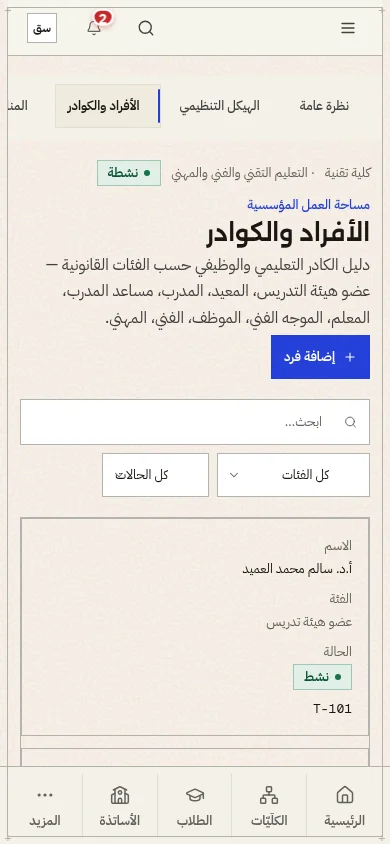 سق
2
نظرة عامة
الهيكل التنظيمي
الأفراد والكوادر
كلية تقنية · التعليم التقني والفني والمهني
نشطة
مساحة العمل المؤسسية
الأفراد والكوادر
دليل الكادر التعليمي والوظيفي حسب الفئات القانونية —
عضو هيئة التدريس، المعيد، المدرب، مساعد المدرب،
المعلم، الموجه الفني، الموظف، الفني، المهني.
+ إضافة فرد
ابحث...
كل الفئات
كل الحالات
الاسم
أ.د. سالم محمد العميد
الفئة
عضو هيئة تدريس
الحالة
نشط
T-101
الرئيسية
الكلّيّات
الطلاب
الأساتذة
المزيد